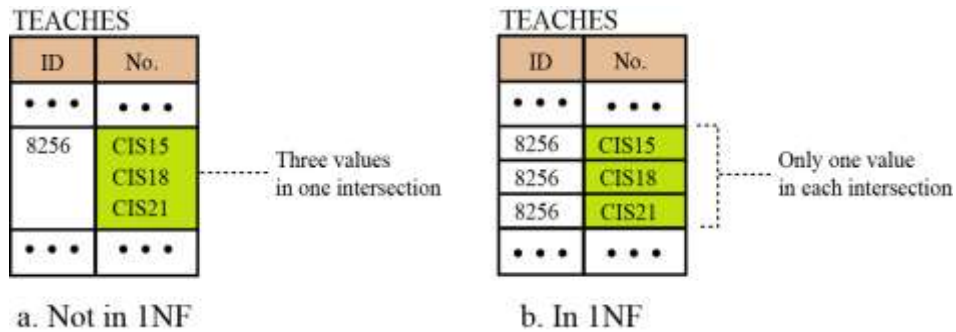 TEACHES
ID No.
• • • • • •
8256 CIS15
CIS18
CIS21
• • • • • •
Three values
in one intersection
a. Not in 1NF
TEACHES
ID No.
• • • • • •
8256 CIS15
8256 CIS18
8256 CIS21
• • • • • •
Only one value
in each intersection
b. In 1NF